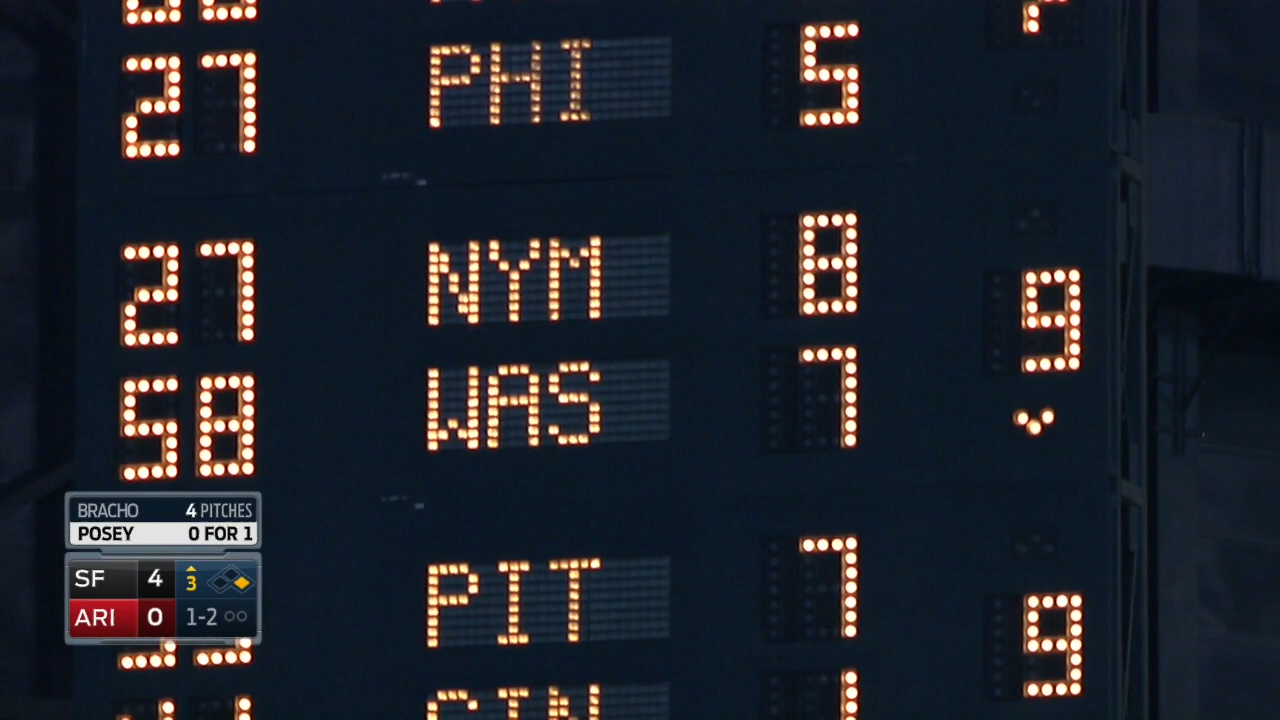 27 PHI 5
27 NYM 8
9
58 WAS 7
BRACHO 4 PITCHES
POSEY 0 FOR 1
PIT 7
SF 4 3
ARI 0 1-2
9
CIN